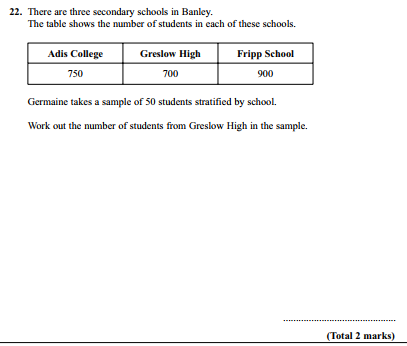 22. There are three secondary schools in Banley.
The table shows the number of students in each of these schools.
Adis College Greslow High Fripp School
750 700 900
Germaine takes a sample of 50 students stratified by school.
Work out the number of students from Greslow High in the sample.
................................................
(Total 2 marks)